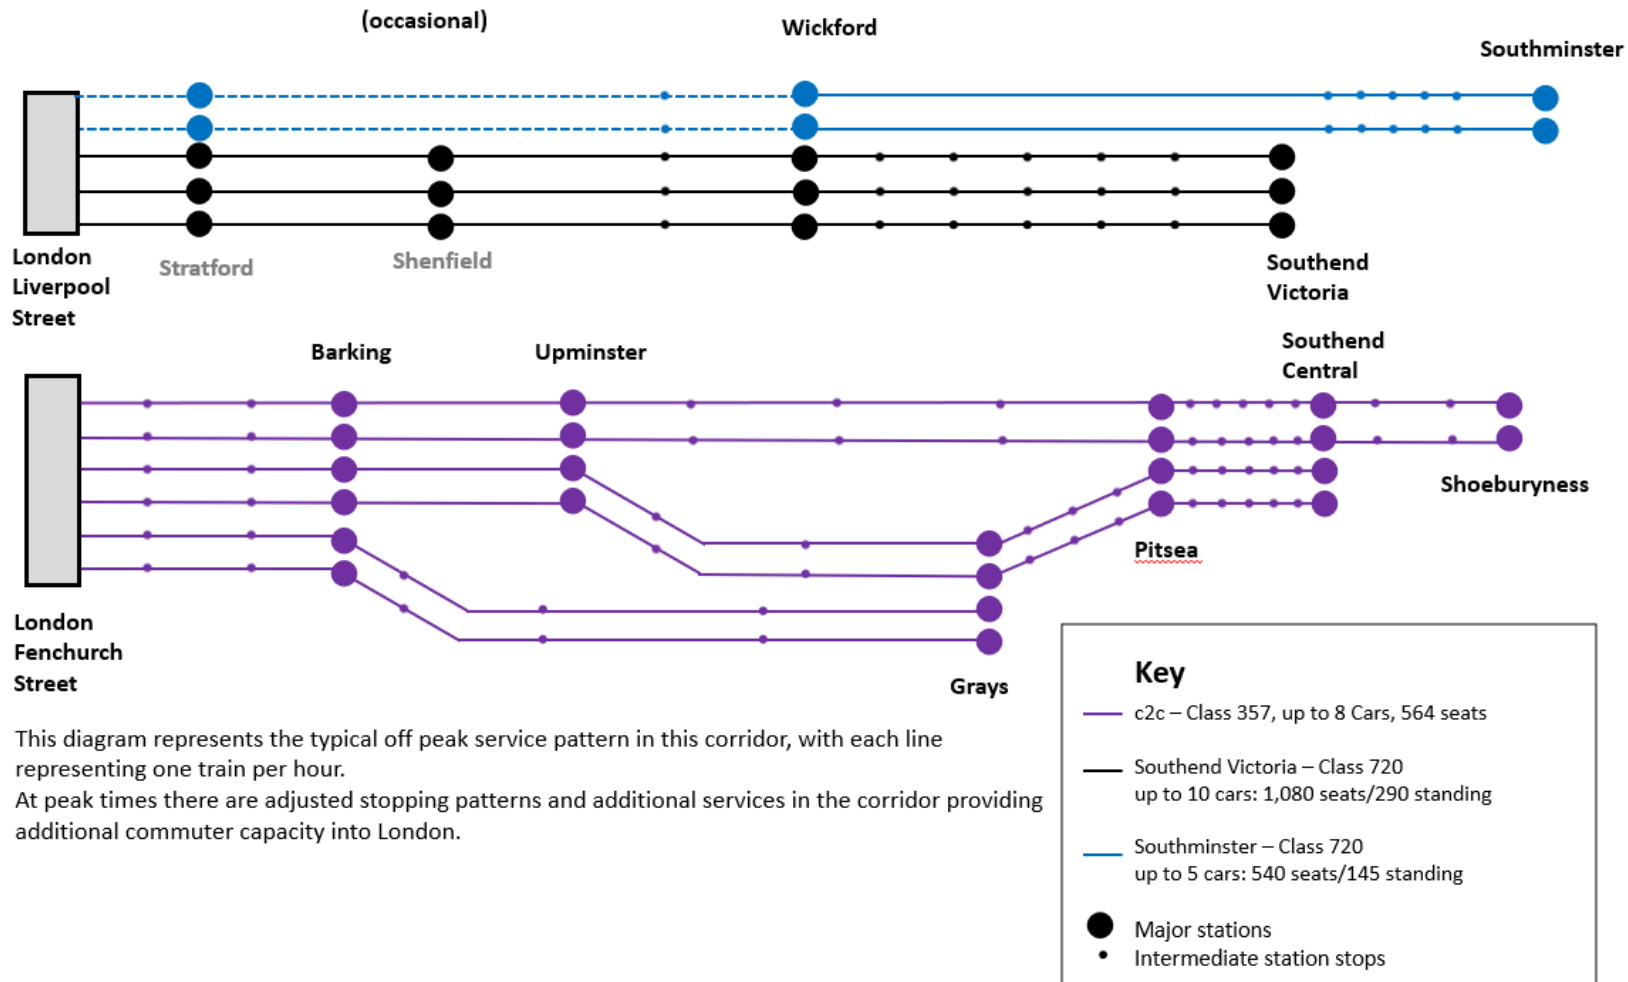 (occasional)
Wickford
Southminster
London
Liverpool
Street
Stratford
Shenfield
Southend
Victoria
Barking
Upminster
Southend
Central
Shoeburyness
Pitsea
London
Fenchurch
Street
Grays
This diagram represents the typical off peak service pattern in this corridor, with each line
representing one train per hour.
At peak times there are adjusted stopping patterns and additional services in the corridor providing
additional commuter capacity into London.
Key
c2c – Class 357, up to 8 Cars, 564 seats
Southend Victoria – Class 720
up to 10 cars: 1,080 seats/290 standing
Southminster – Class 720
up to 5 cars: 540 seats/145 standing
Major stations
Intermediate station stops